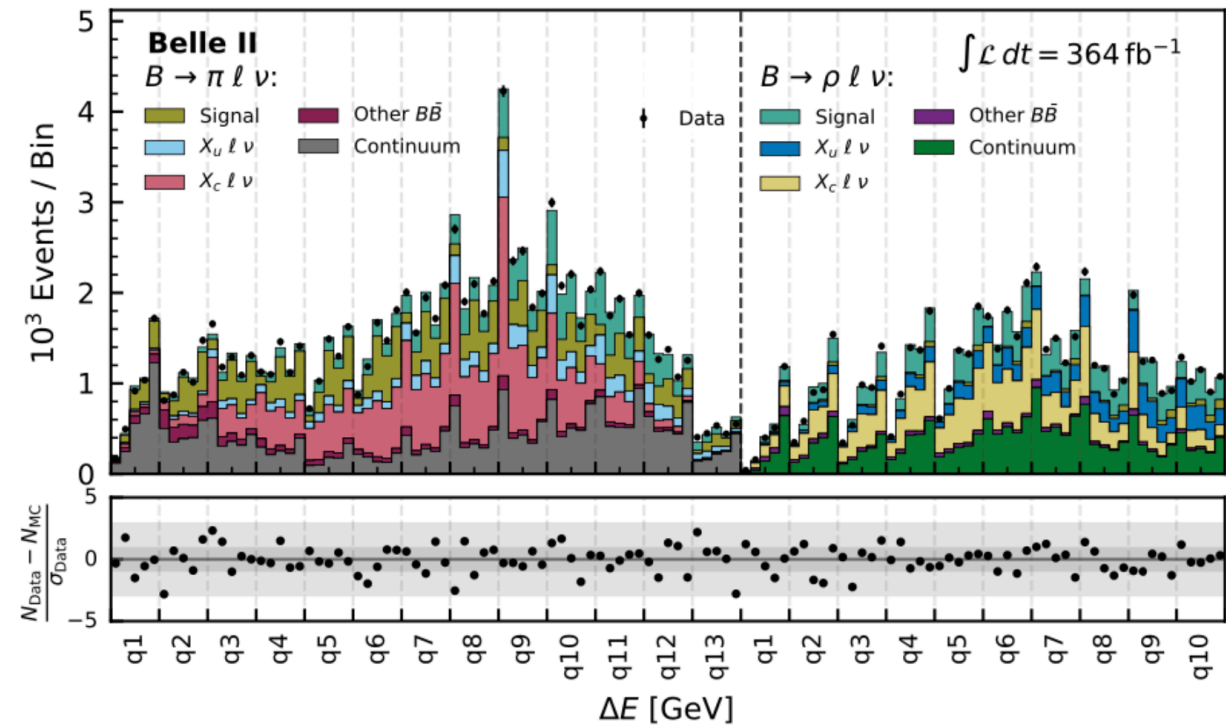 Belle II
∫ℒ dt = 364 fb⁻¹
B → π ℓ ν:
Signal
X_u ℓ ν
X_c ℓ ν
Other BB̄
Continuum
Data
B → ρ ℓ ν:
Signal
X_u ℓ ν
X_c ℓ ν
Other BB̄
Continuum
10³ Events / Bin
5
4
3
2
1
0
N_Data − N_MC
σ_Data
5
0
−5
q1 q2 q3 q4 q5 q6 q7 q8 q9 q10 q11 q12 q13 q1 q2 q3 q4 q5 q6 q7 q8 q9 q10
ΔE [GeV]